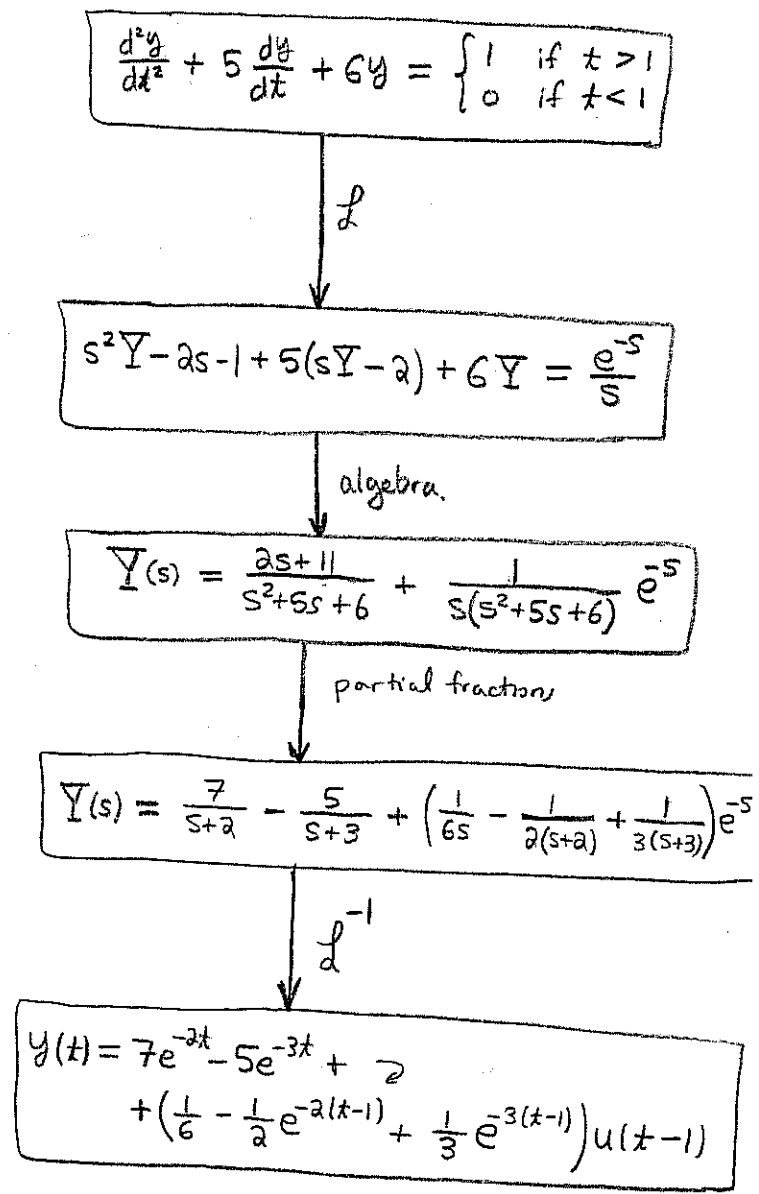 d²y/dt² + 5 dy/dt + 6y = { 1 if t > 1
0 if t < 1
ℒ
s²Y - 2s - 1 + 5(sY - 2) + 6Y = e^-s/s
algebra.
Y(s) = (2s+11)/(s²+5s+6) + 1/(s(s²+5s+6)) e^-s
partial fractions
Y(s) = 7/(s+2) - 5/(s+3) + (1/(6s) - 1/(2(s+2)) + 1/(3(s+3)))e^-s
ℒ^-1
y(t) = 7e^-2t - 5e^-3t +
+(1/6 - 1/2 e^-2(t-1) + 1/3 e^-3(t-1))u(t-1)